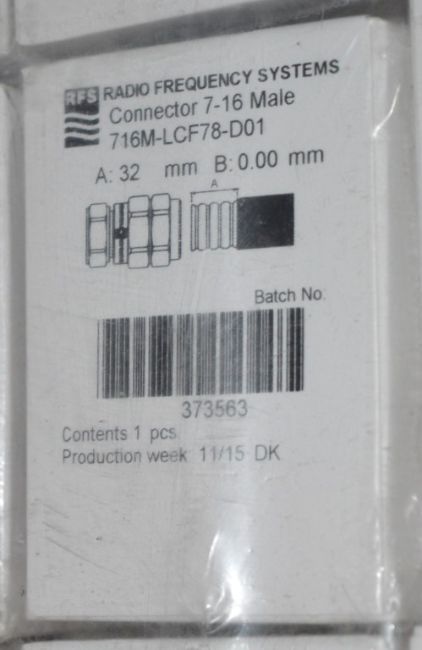 RFS RADIO FREQUENCY SYSTEMS
Connector 7-16 Male
716M-LCF78-D01
A: 32 mm B: 0.00 mm
A
Batch No.
373563
Contents 1 pcs
Production week 11/15 DK